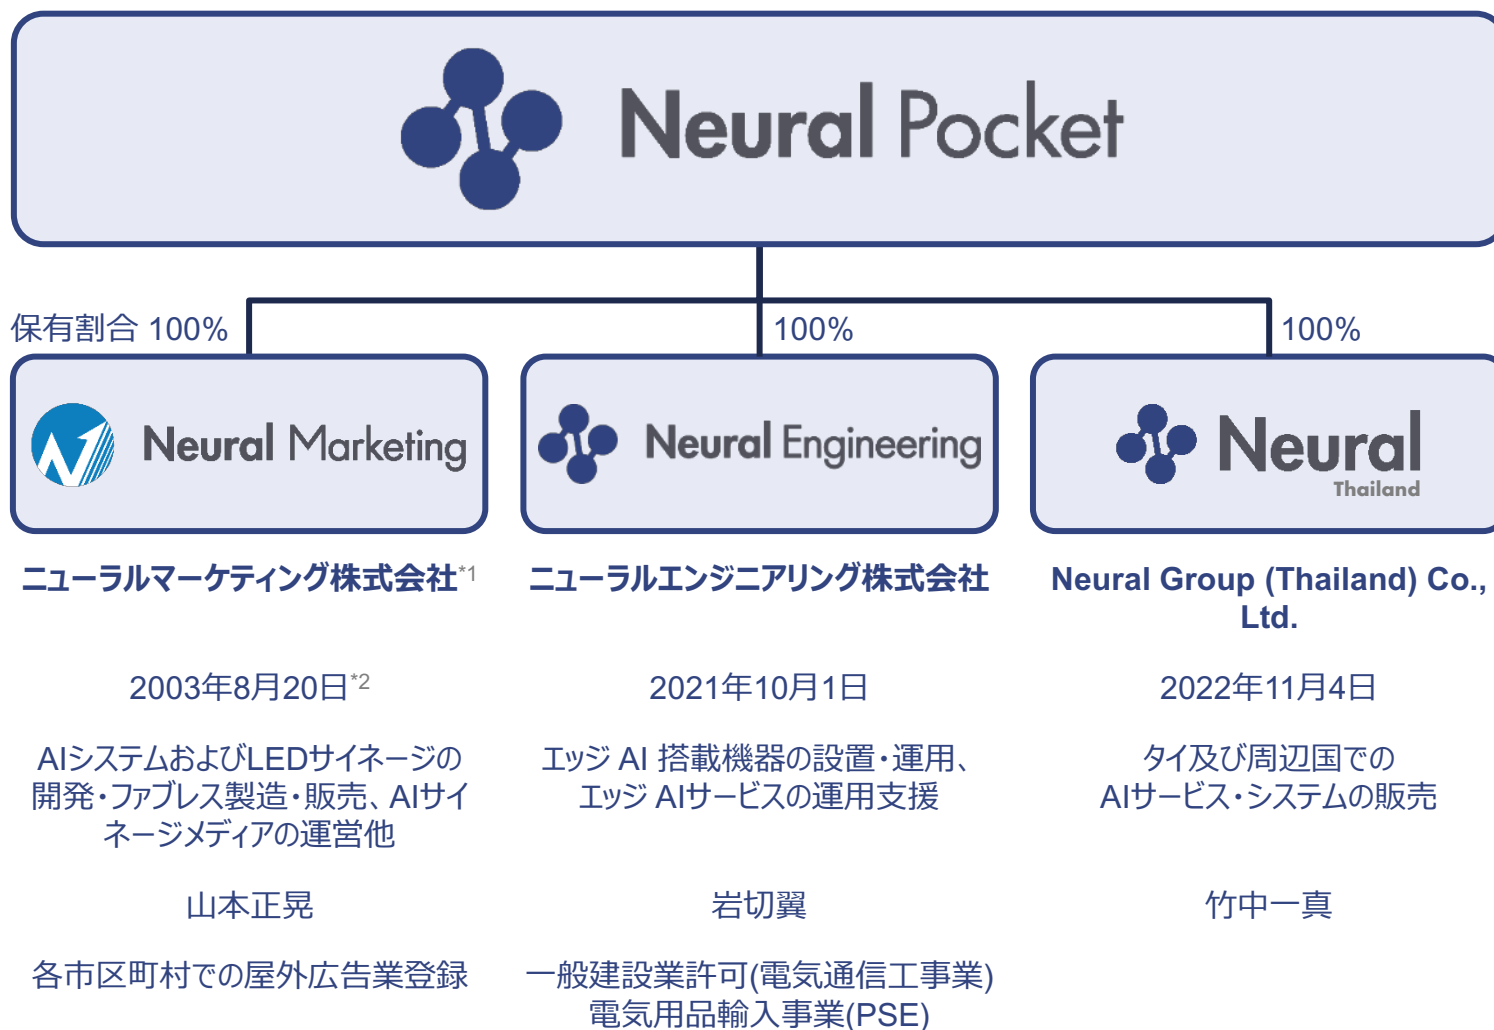 Neural Pocket
保有割合 100%
100%
100%
Neural Marketing
Neural Engineering
Neural
Thailand
ニューラルマーケティング株式会社*1
ニューラルエンジニアリング株式会社
Neural Group (Thailand) Co.,
Ltd.
2003年8月20日*2
2021年10月1日
2022年11月4日
AIシステムおよびLEDサイネージの
開発・ファブレス製造・販売、AIサイ
ネージメディアの運営他
エッジ AI 搭載機器の設置・運用、
エッジ AIサービスの運用支援
タイ及び周辺国での
AIサービス・システムの販売
山本正晃
岩切翼
竹中一真
各市区町村での屋外広告業登録
一般建設業許可(電気通信工事業)
電気用品輸入事業(PSE)